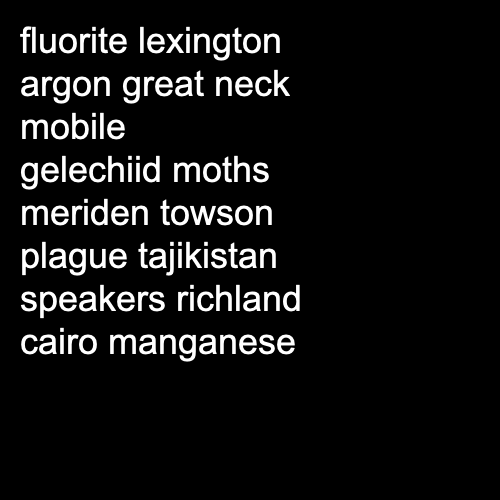 fluorite lexington
argon great neck
mobile
gelechiid moths
meriden towson
plague tajikistan
speakers richland
cairo manganese